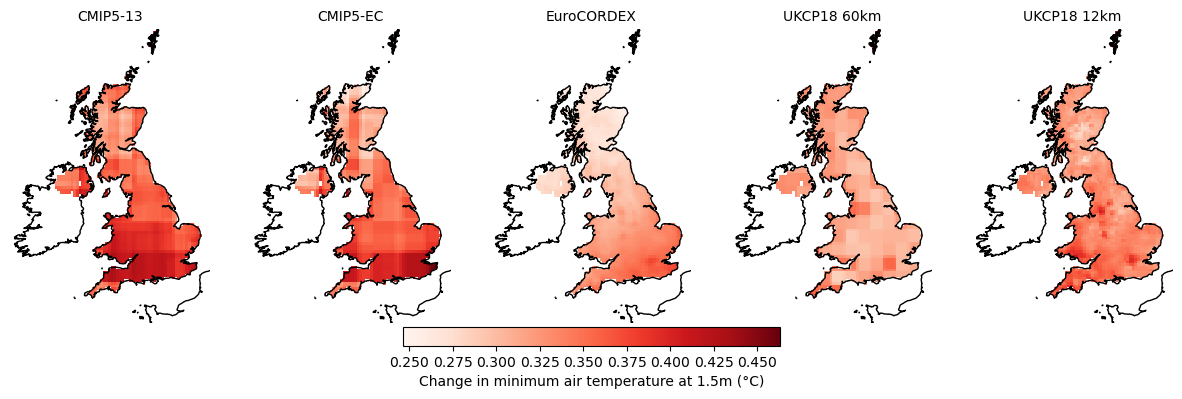 CMIP5-13 CMIP5-EC EuroCORDEX UKCP18 60km UKCP18 12km
0.250 0.275 0.300 0.325 0.350 0.375 0.400 0.425 0.450
Change in minimum air temperature at 1.5m (°C)